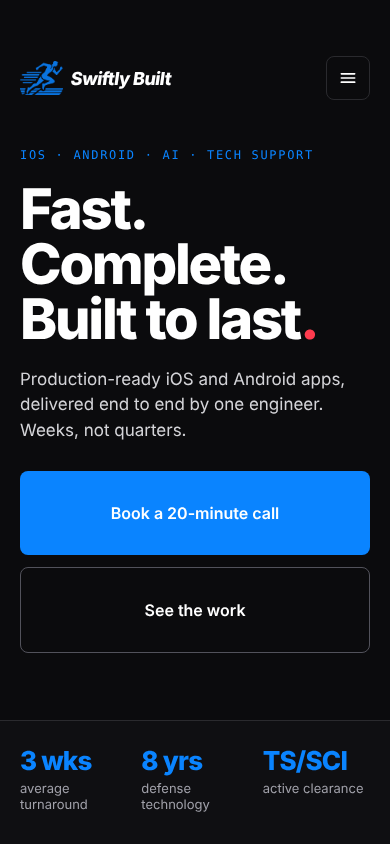 Swiftly Built
IOS · ANDROID · AI · TECH SUPPORT
Fast.
Complete.
Built to last.
Production-ready iOS and Android apps,
delivered end to end by one engineer.
Weeks, not quarters.
Book a 20-minute call
See the work
3 wks
average
turnaround
8 yrs
defense
technology
TS/SCI
active clearance